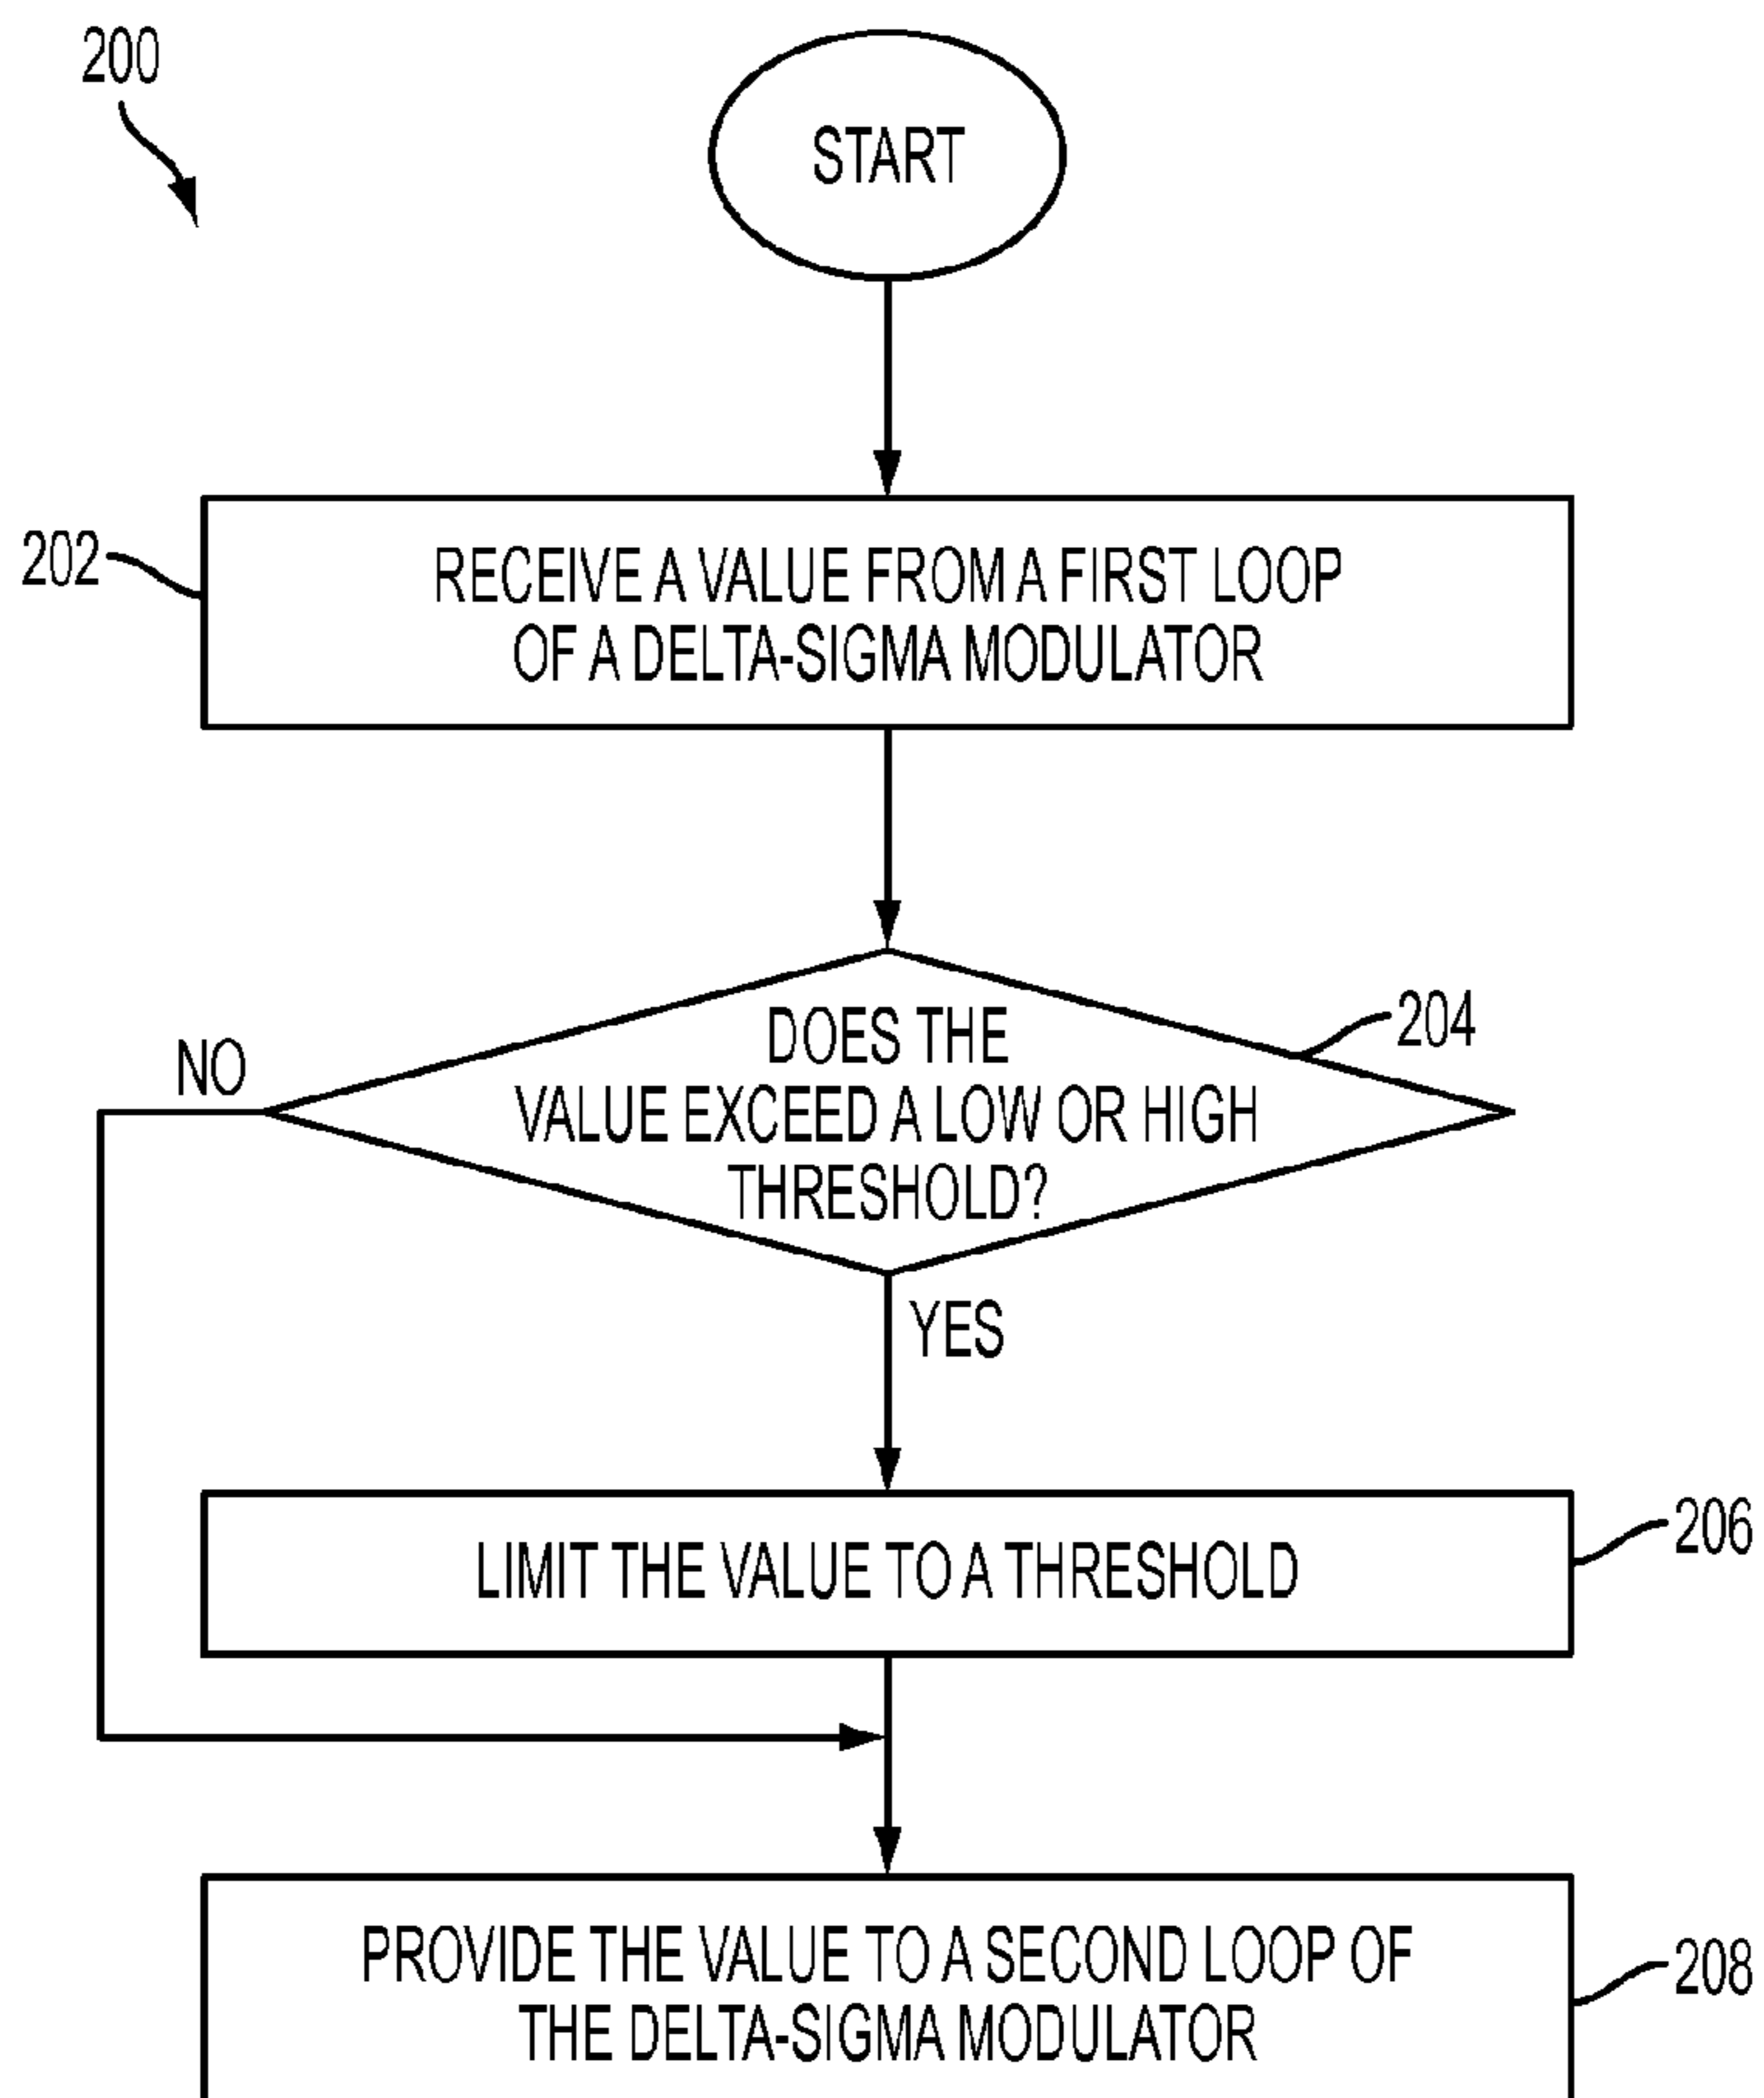 200
START
202
RECEIVE A VALUE FROM A FIRST LOOP
OF A DELTA-SIGMA MODULATOR
204
NO
DOES THE
VALUE EXCEED A LOW OR HIGH
THRESHOLD?
YES
206
LIMIT THE VALUE TO A THRESHOLD
208
PROVIDE THE VALUE TO A SECOND LOOP OF
THE DELTA-SIGMA MODULATOR